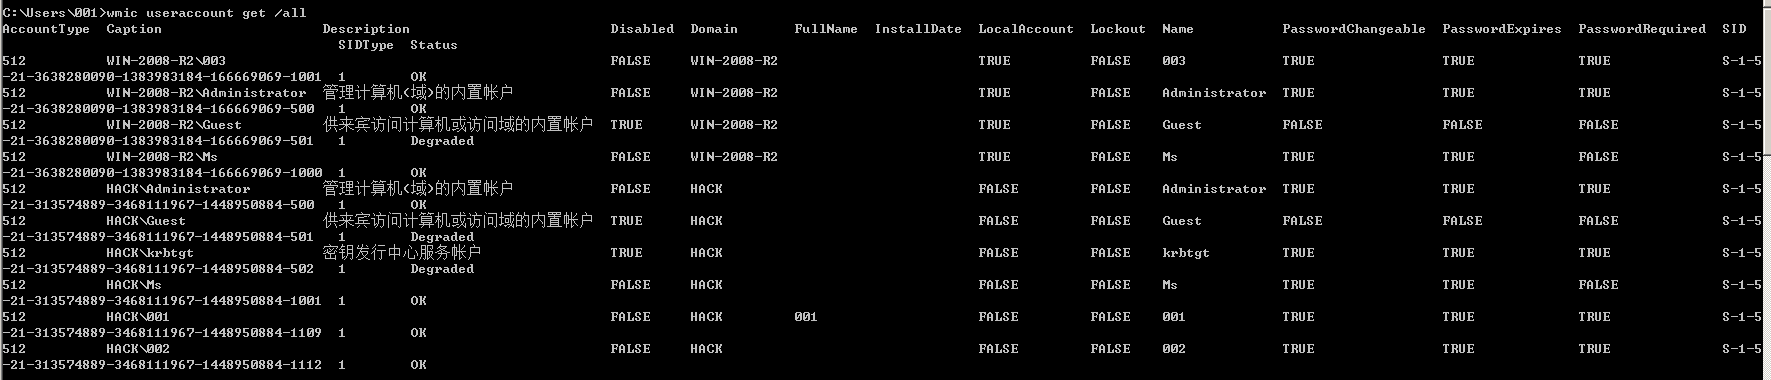 C:\Users\001>wmic useraccount get /all
AccountType  Caption                    Description                         Disabled  Domain       FullName  InstallDate  LocalAccount  Lockout  Name           PasswordChangeable  PasswordExpires  PasswordRequired  SID
SIDType  Status
512          WIN-2008-R2\003                                                FALSE     WIN-2008-R2                         TRUE          FALSE    003            TRUE                TRUE             TRUE              S-1-5
-21-3638280090-1383983184-166669069-1001  1        OK
512          WIN-2008-R2\Administrator  管理计算机(域)的内置帐户            FALSE     WIN-2008-R2                         TRUE          FALSE    Administrator  TRUE                TRUE             TRUE              S-1-5
-21-3638280090-1383983184-166669069-500   1        OK
512          WIN-2008-R2\Guest          供来宾访问计算机或访问域的内置帐户  TRUE      WIN-2008-R2                         TRUE          FALSE    Guest          FALSE               FALSE            FALSE             S-1-5
-21-3638280090-1383983184-166669069-501   1        Degraded
512          WIN-2008-R2\Ms                                                 FALSE     WIN-2008-R2                         TRUE          FALSE    Ms             TRUE                TRUE             FALSE             S-1-5
-21-3638280090-1383983184-166669069-1000  1        OK
512          HACK\Administrator         管理计算机(域)的内置帐户            FALSE     HACK                                FALSE         FALSE    Administrator  TRUE                TRUE             TRUE              S-1-5
-21-313574889-3468111967-1448950884-500   1        OK
512          HACK\Guest                 供来宾访问计算机或访问域的内置帐户  TRUE      HACK                                FALSE         FALSE    Guest          FALSE               FALSE            FALSE             S-1-5
-21-313574889-3468111967-1448950884-501   1        Degraded
512          HACK\krbtgt                密钥发行中心服务帐户                TRUE      HACK                                FALSE         FALSE    krbtgt         TRUE                TRUE             TRUE              S-1-5
-21-313574889-3468111967-1448950884-502   1        Degraded
512          HACK\Ms                                                        FALSE     HACK                                FALSE         FALSE    Ms             TRUE                TRUE             FALSE             S-1-5
-21-313574889-3468111967-1448950884-1001  1        OK
512          HACK\001                                                       FALSE     HACK         001                    FALSE         FALSE    001            TRUE                TRUE             TRUE              S-1-5
-21-313574889-3468111967-1448950884-1109  1        OK
512          HACK\002                                                       FALSE     HACK                                FALSE         FALSE    002            TRUE                TRUE             TRUE              S-1-5
-21-313574889-3468111967-1448950884-1112  1        OK